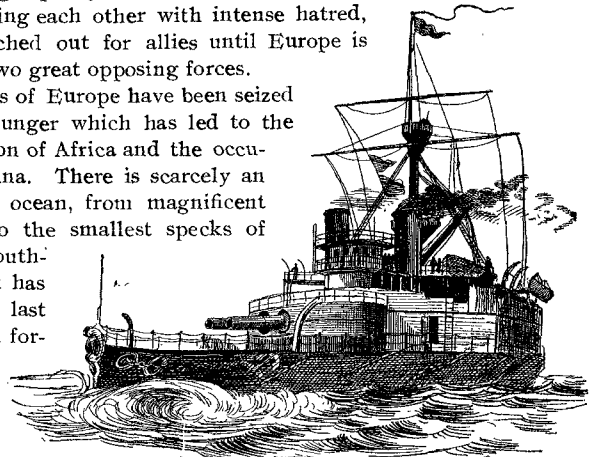 ing each other with intense hatred,
ched out for allies until Europe is
wo great opposing forces.
s of Europe have been seized
unger which has led to the
on of Africa and the occu-
na. There is scarcely an
ocean, from magnificent
o the smallest specks of
outh-
has
last
for-